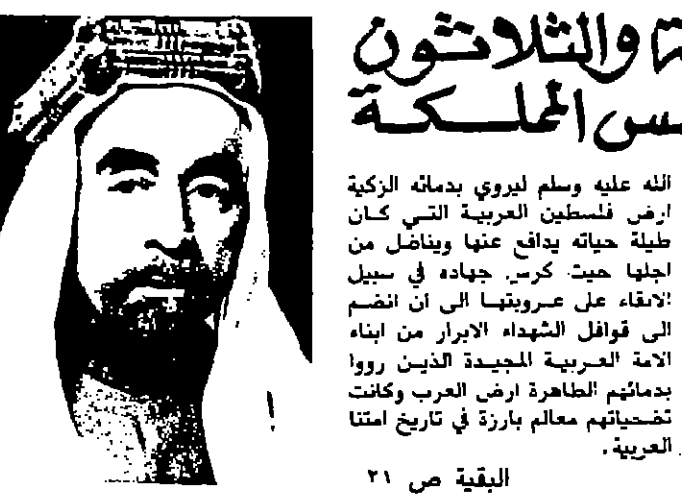 ة والثلاثون
سس المملكة
الله عليه وسلم ليروي بدمائه الزكية
ارض فلسطين العربية التي كان
طيلة حياته يدافع عنها ويناضل من
اجلها حيث كرس جهاده في سبيل
الابقاء على عروبتها الى ان انضم
الى قوافل الشهداء الابرار من ابناء
الامة العربية المجيدة الذين رووا
بدمائهم الطاهرة ارض العرب وكانت
تضحياتهم معالم بارزة في تاريخ امتنا
العربية .
البقية ص ٢١